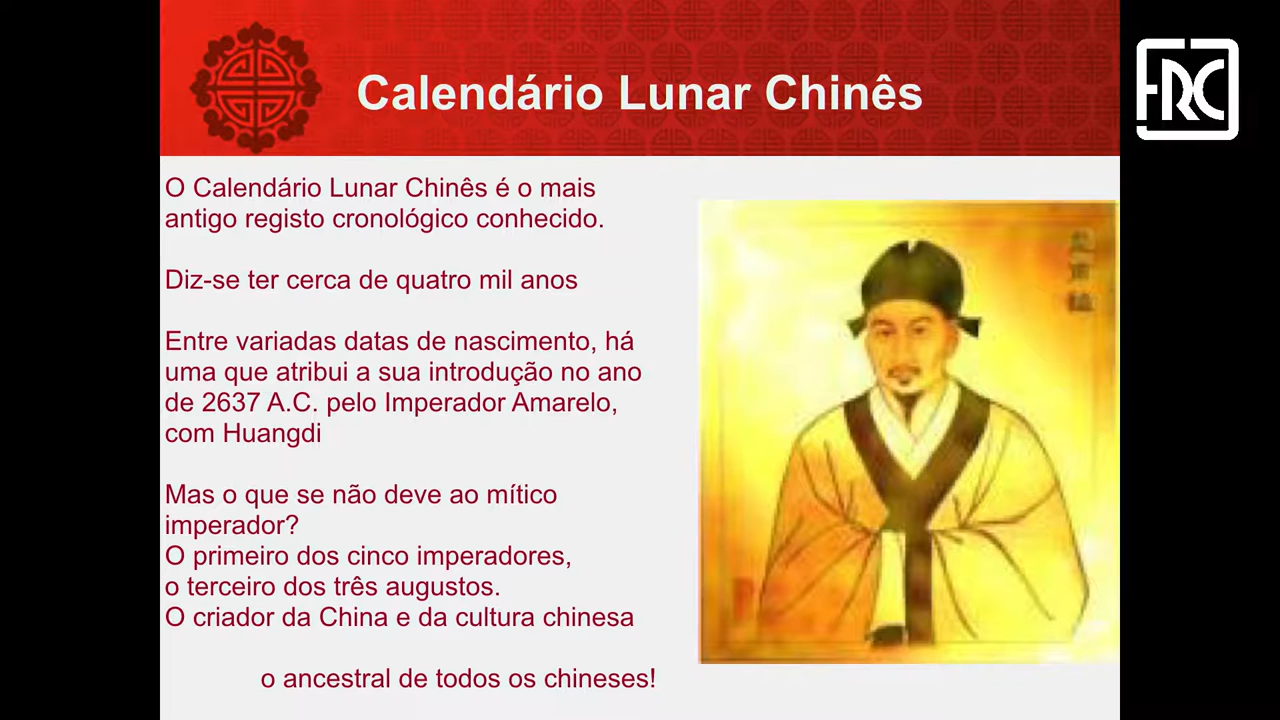 Calendário Lunar Chinês
FRC
O Calendário Lunar Chinês é o mais
antigo registo cronológico conhecido.
Diz-se ter cerca de quatro mil anos
Entre variadas datas de nascimento, há
uma que atribui a sua introdução no ano
de 2637 A.C. pelo Imperador Amarelo,
com Huangdi
Mas o que se não deve ao mítico
imperador?
O primeiro dos cinco imperadores,
o terceiro dos três augustos.
O criador da China e da cultura chinesa
o ancestral de todos os chineses!